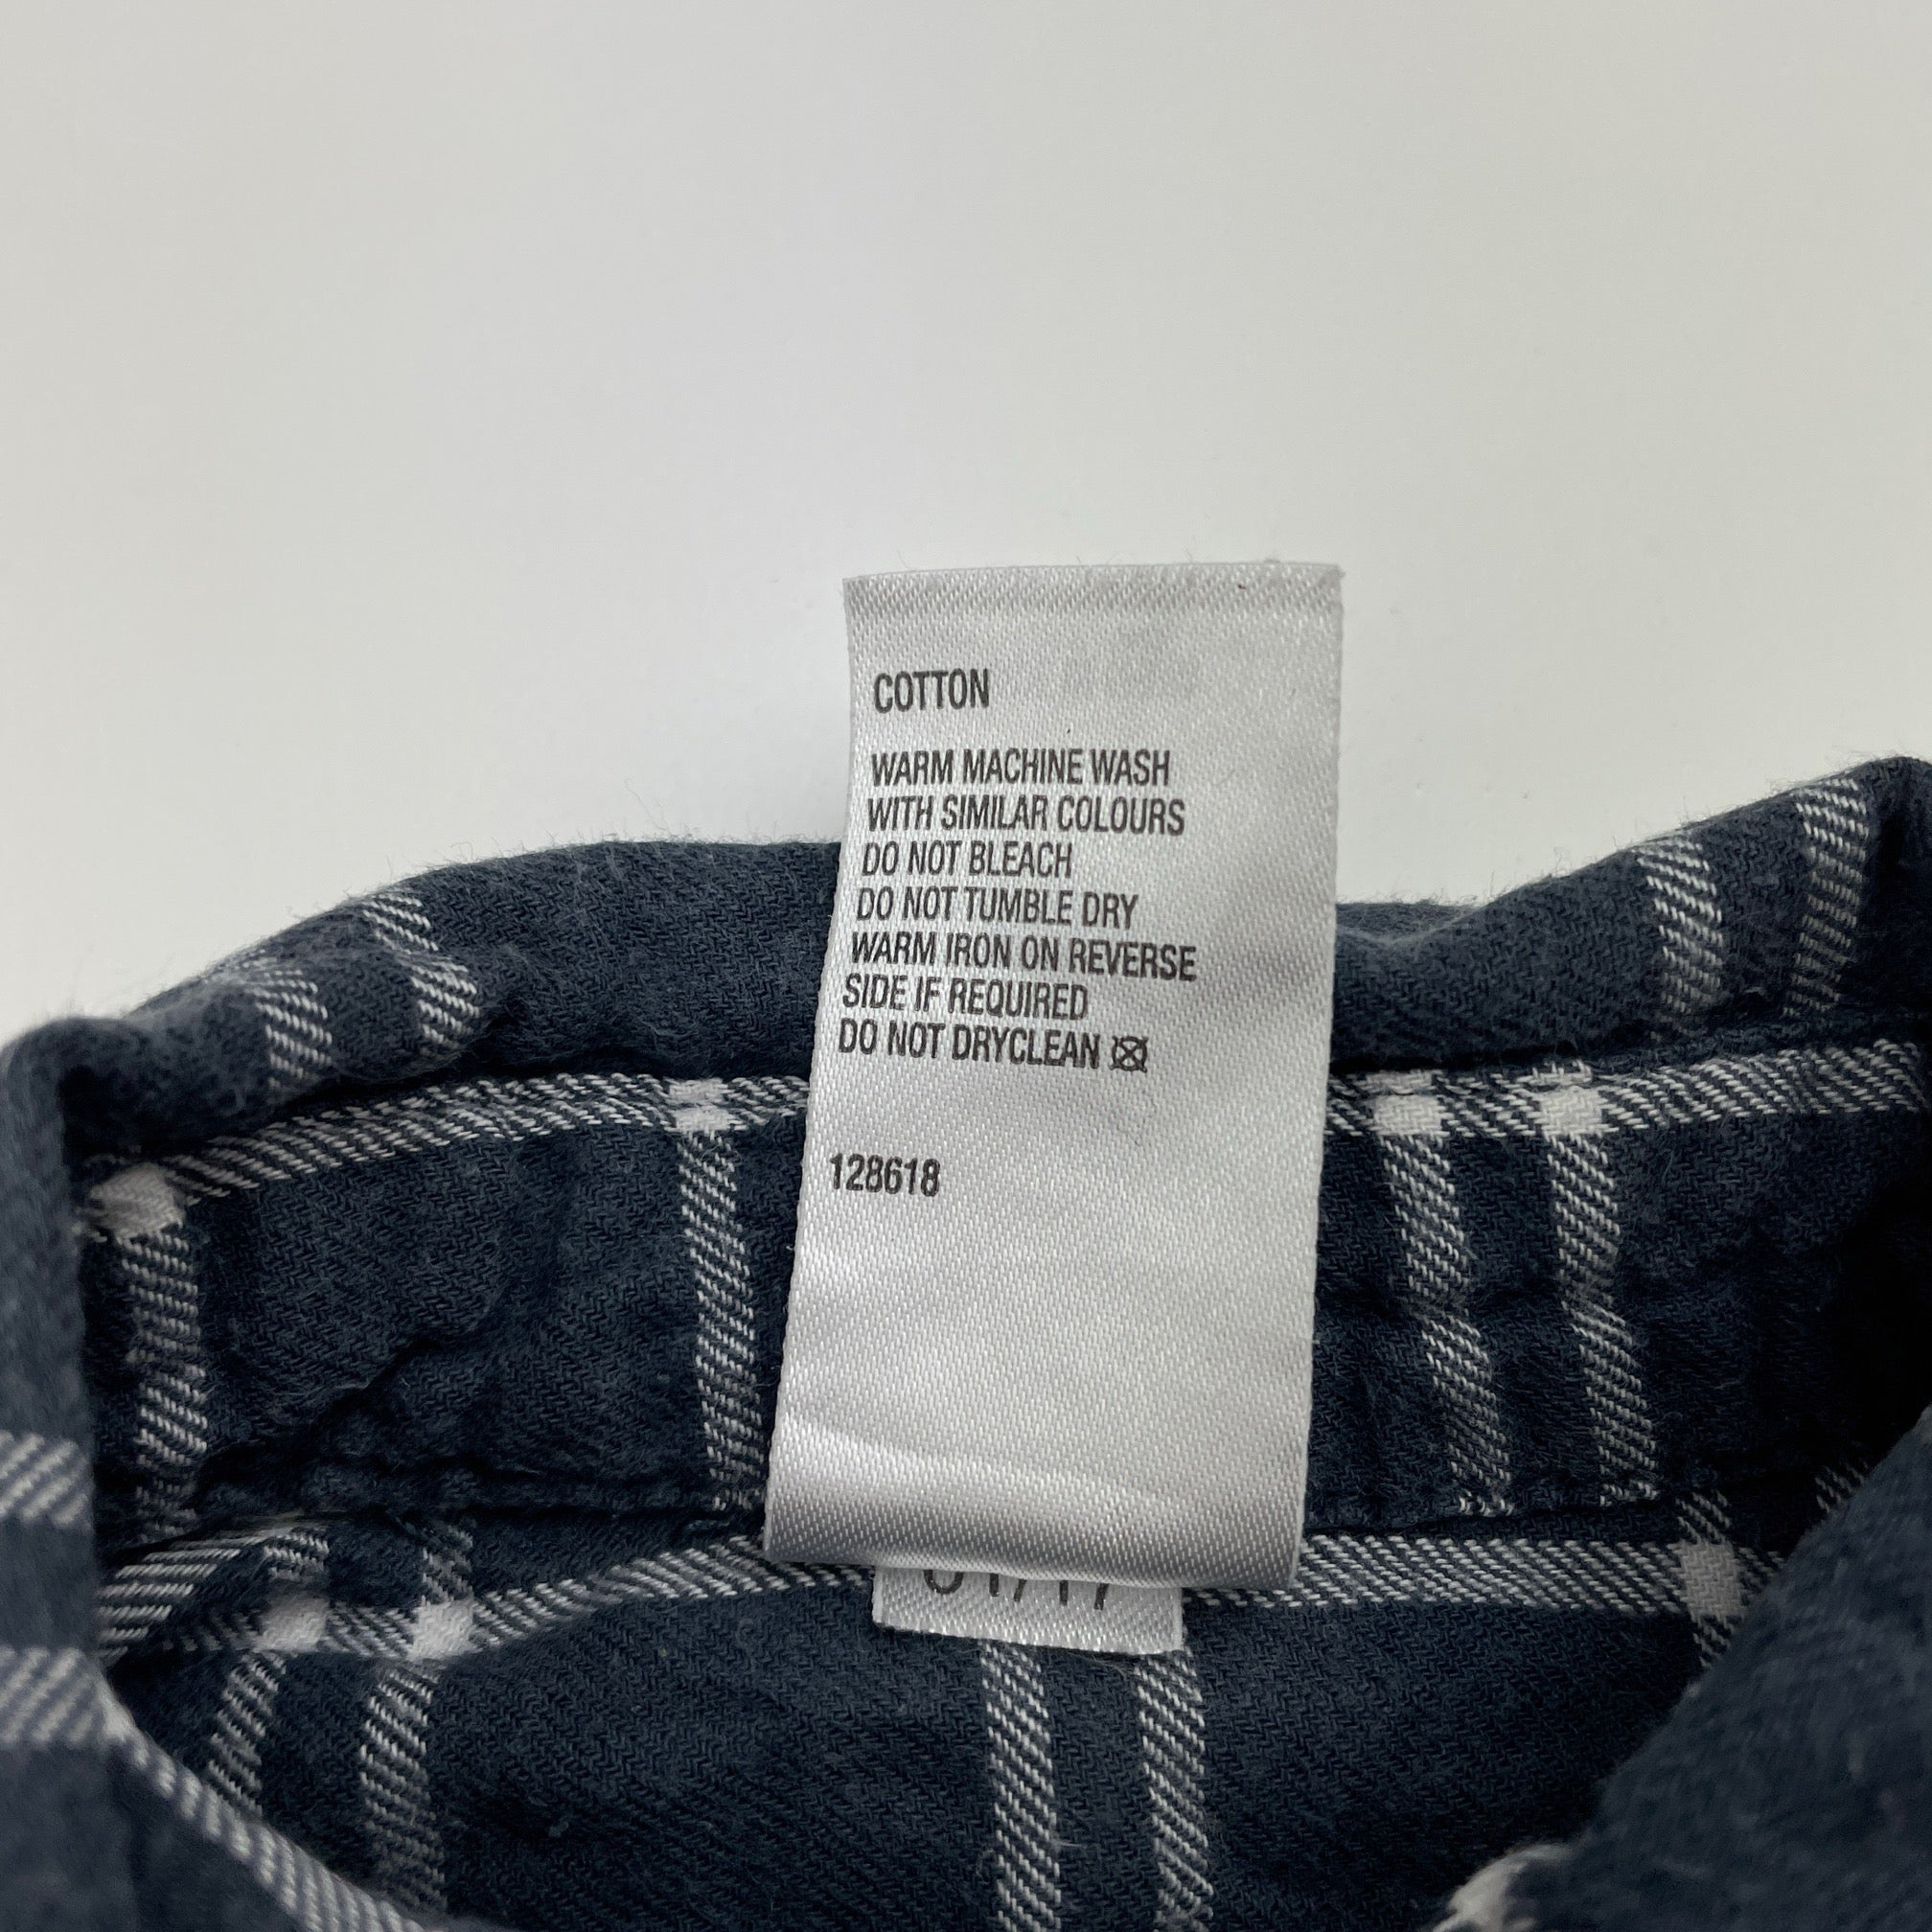 COTTON
WARM MACHINE WASH
WITH SIMILAR COLOURS
DO NOT BLEACH
DO NOT TUMBLE DRY
WARM IRON ON REVERSE
SIDE IF REQUIRED
DO NOT DRYCLEAN
128618